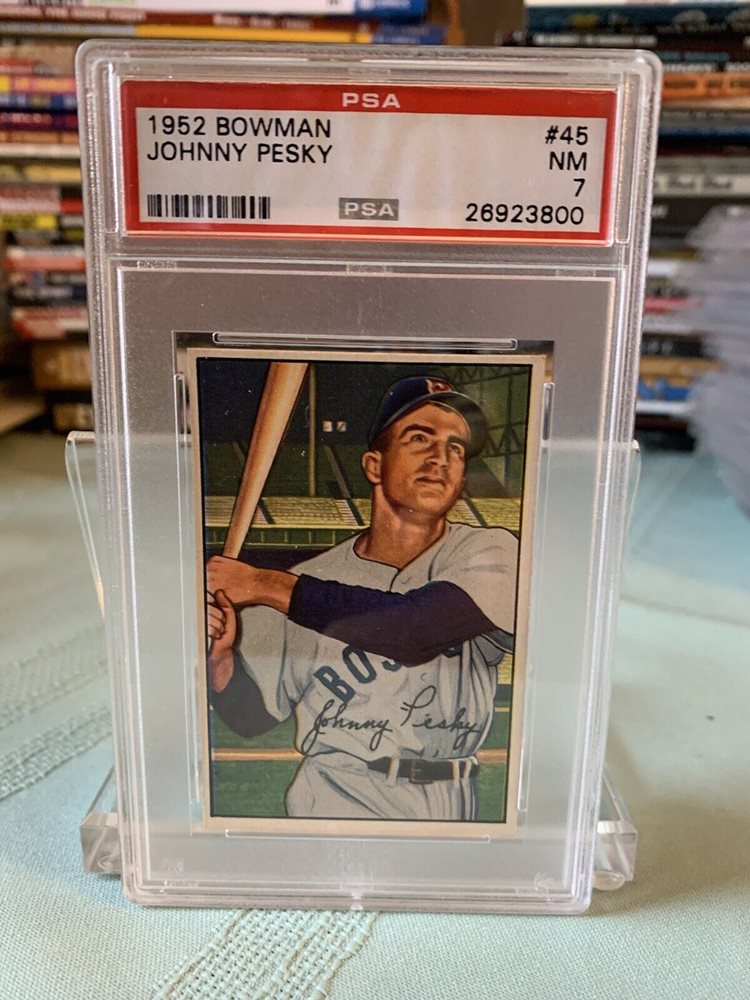 PSA
1952 BOWMAN #45
JOHNNY PESKY NM
7
PSA 26923800
B
BOS
Johnny Pesky